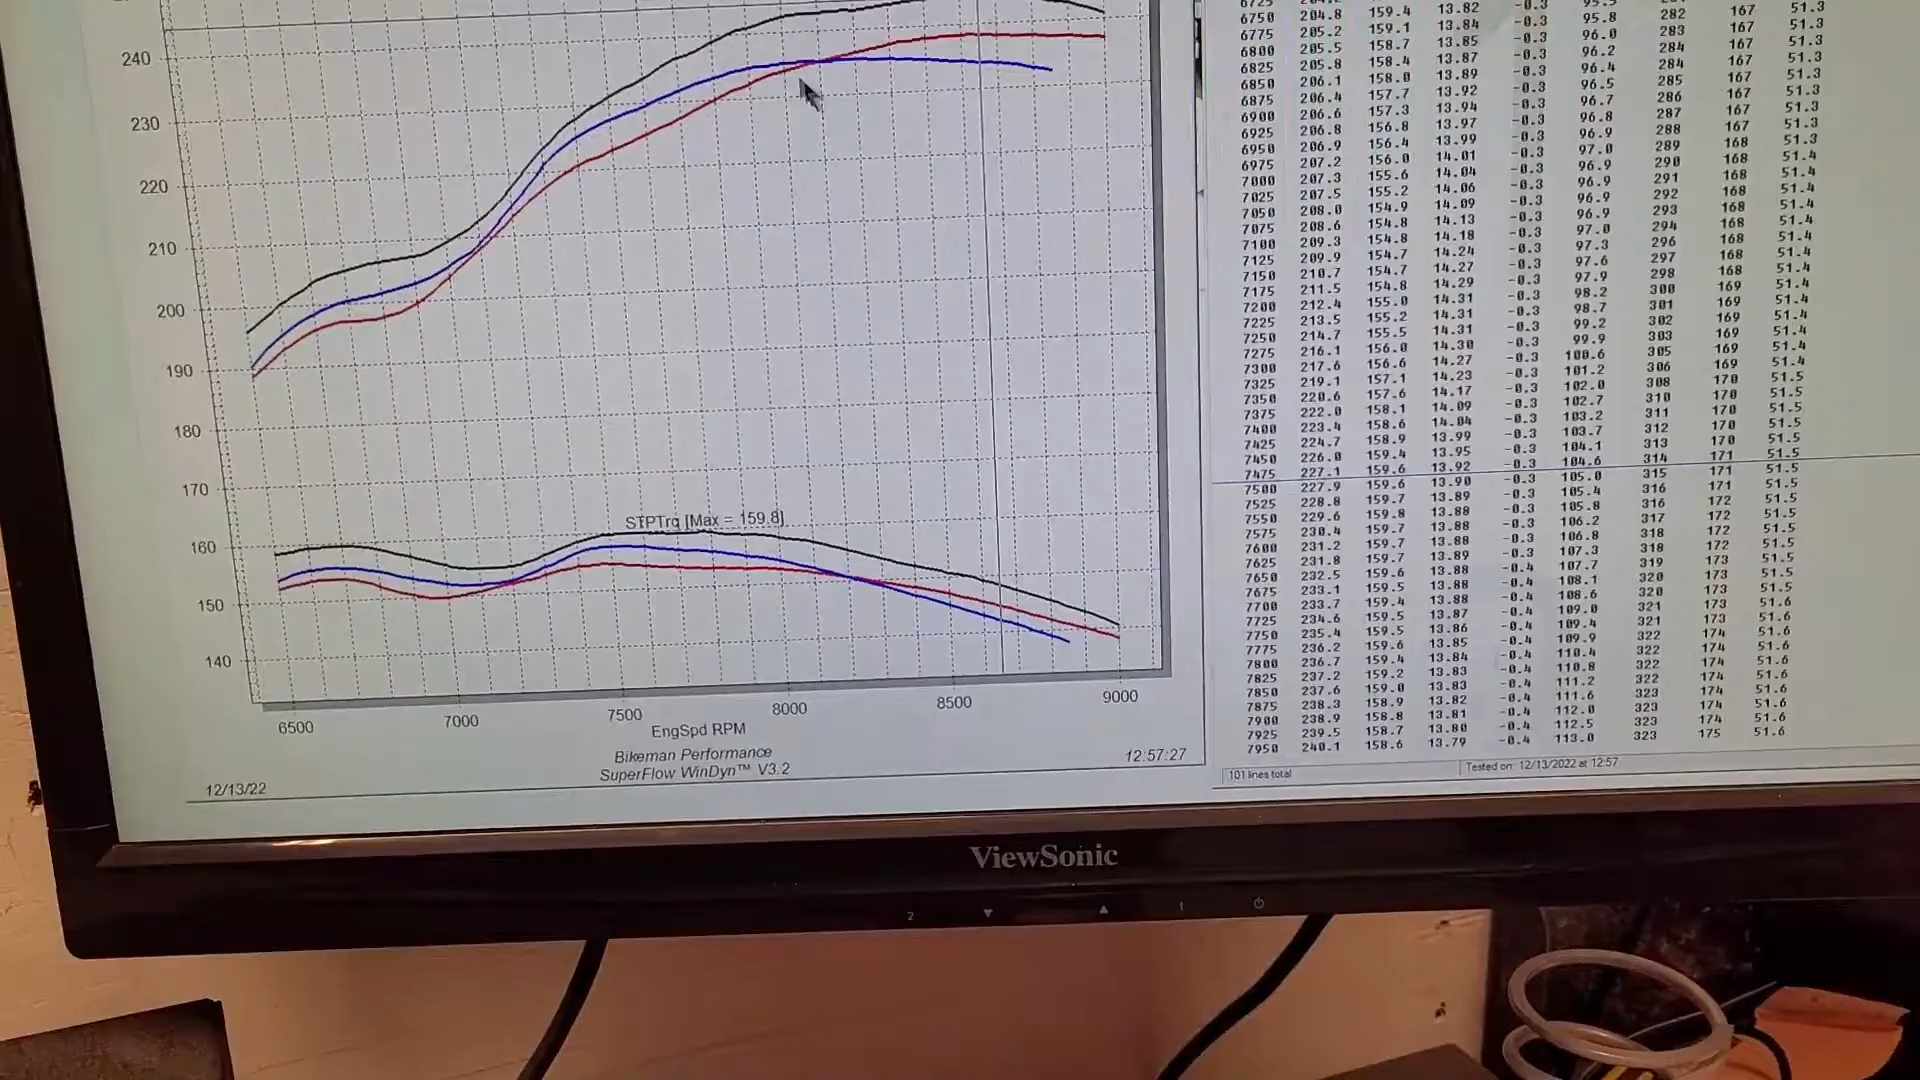 240
230
220
210
200
190
180
170
160
150
140
STPTrq [Max = 159.8]
6500 7000 7500 8000 8500 9000
EngSpd RPM
Bikeman Performance
SuperFlow WinDyn™ V3.2
12/13/22
12:57:27
6725
6750 204.8 159.4 13.82 -0.3
6775 205.2 159.1 13.84 -0.3 95.8 282 167 51.3
6800 205.5 158.7 13.85 -0.3 96.0 283 167 51.3
6825 205.8 158.4 13.87 -0.3 96.2 284 167 51.3
6850 206.1 158.0 13.89 -0.3 96.4 284 167 51.3
6875 206.4 157.7 13.92 -0.3 96.5 285 167 51.3
6900 206.6 157.3 13.94 -0.3 96.7 286 167 51.3
6925 206.8 156.8 13.97 -0.3 96.8 287 167 51.3
6950 206.9 156.4 13.99 -0.3 96.9 288 167 51.3
6975 207.2 156.0 14.01 -0.3 97.0 289 168 51.3
7000 207.3 155.6 14.04 -0.3 96.9 290 168 51.4
7025 207.5 155.2 14.06 -0.3 96.9 291 168 51.4
7050 208.0 154.9 14.09 -0.3 96.9 292 168 51.4
7075 208.6 154.8 14.13 -0.3 96.9 293 168 51.4
7100 209.3 154.8 14.18 -0.3 97.0 294 168 51.4
7125 209.9 154.7 14.24 -0.3 97.3 296 168 51.4
7150 210.7 154.7 14.27 -0.3 97.6 297 168 51.4
7175 211.5 154.8 14.29 -0.3 97.9 298 168 51.4
7200 212.4 155.0 14.31 -0.3 98.2 300 169 51.4
7225 213.5 155.2 14.31 -0.3 98.7 301 169 51.4
7250 214.7 155.5 14.31 -0.3 99.2 302 169 51.4
7275 216.1 156.0 14.30 -0.3 99.9 303 169 51.4
7300 217.6 156.6 14.27 -0.3 100.6 305 169 51.4
7325 219.1 157.1 14.23 -0.3 101.2 306 169 51.4
7350 220.6 157.6 14.17 -0.3 102.0 308 170 51.5
7375 222.0 158.1 14.09 -0.3 102.7 310 170 51.5
7400 223.4 158.6 14.04 -0.3 103.2 311 170 51.5
7425 224.7 158.9 13.99 -0.3 103.7 312 170 51.5
7450 226.0 159.4 13.95 -0.3 104.1 313 170 51.5
7475 227.1 159.6 13.92 -0.3 104.6 314 171 51.5
7500 227.9 159.6 13.90 -0.3 105.0 315 171 51.5
7525 228.8 159.7 13.89 -0.3 105.4 316 171 51.5
7550 229.6 159.8 13.88 -0.3 105.8 316 172 51.5
7575 230.4 159.7 13.88 -0.3 106.2 317 172 51.5
7600 231.2 159.7 13.88 -0.3 106.8 318 172 51.5
7625 231.8 159.7 13.89 -0.3 107.3 318 172 51.5
7650 232.5 159.6 13.88 -0.4 107.7 319 173 51.5
7675 233.1 159.5 13.88 -0.4 108.1 320 173 51.5
7700 233.7 159.4 13.88 -0.4 108.6 320 173 51.5
7725 234.6 159.5 13.87 -0.4 109.0 321 173 51.6
7750 235.4 159.5 13.86 -0.4 109.4 321 173 51.6
7775 236.2 159.6 13.85 -0.4 109.9 322 174 51.6
7800 236.7 159.4 13.84 -0.4 110.4 322 174 51.6
7825 237.2 159.2 13.83 -0.4 110.8 322 174 51.6
7850 237.6 159.0 13.83 -0.4 111.2 322 174 51.6
7875 238.3 158.9 13.82 -0.4 111.6 323 174 51.6
7900 238.9 158.8 13.81 -0.4 112.0 323 174 51.6
7925 239.5 158.7 13.80 -0.4 112.5 323 174 51.6
7950 240.1 158.6 13.79 -0.4 113.0 323 175 51.6
101 lines total
Tested on: 12/13/2022 at 12:57
ViewSonic
2 ▼ ▲ 1